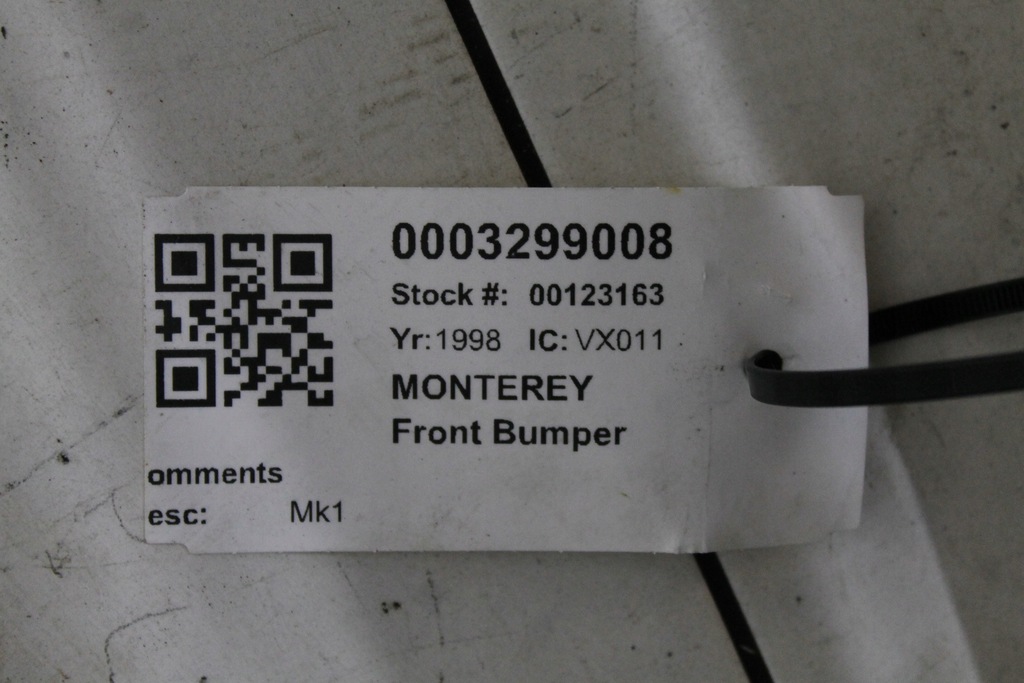 0003299008
Stock #: 00123163
Yr:1998 IC:VX011
MONTEREY
Front Bumper
omments
esc: Mk1